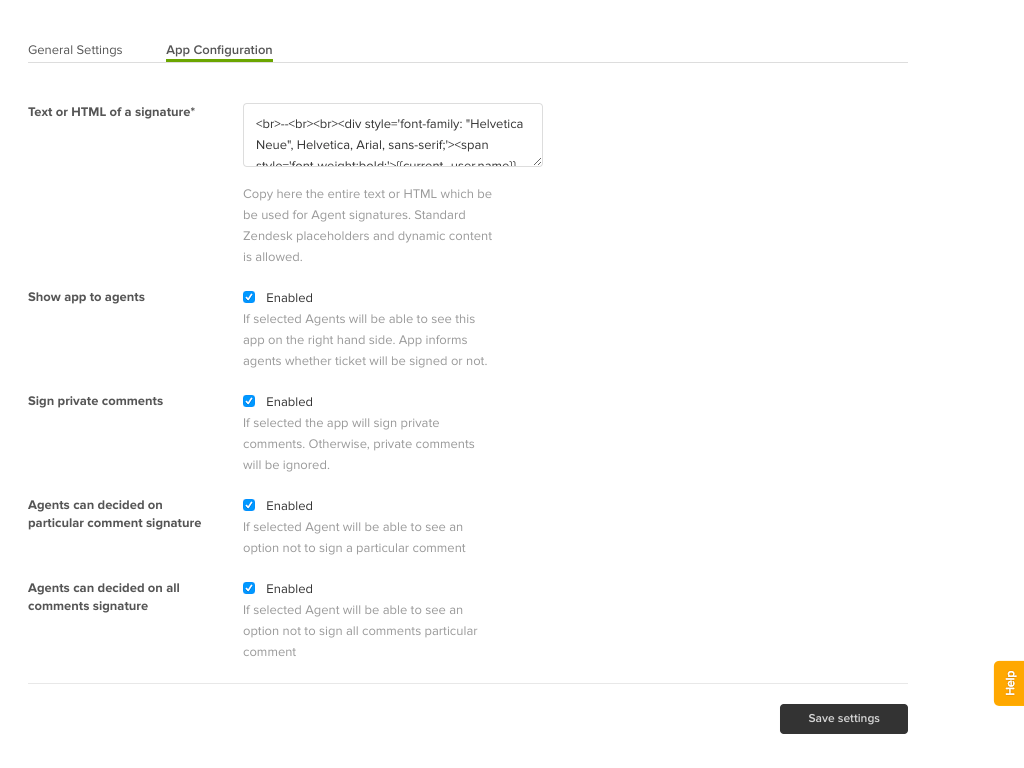 General Settings
App Configuration
Text or HTML of a signature*
<br>--<br><br><div style='font-family: "Helvetica
Neue", Helvetica, Arial, sans-serif;'><span
style='font-weight:bold;'>{{current_user.name}}
Copy here the entire text or HTML which be
be used for Agent signatures. Standard
Zendesk placeholders and dynamic content
is allowed.
Show app to agents
Enabled
If selected Agents will be able to see this
app on the right hand side. App informs
agents whether ticket will be signed or not.
Sign private comments
Enabled
If selected the app will sign private
comments. Otherwise, private comments
will be ignored.
Agents can decided on
particular comment signature
Enabled
If selected Agent will be able to see an
option not to sign a particular comment
Agents can decided on all
comments signature
Enabled
If selected Agent will be able to see an
option not to sign all comments particular
comment
Help
Save settings